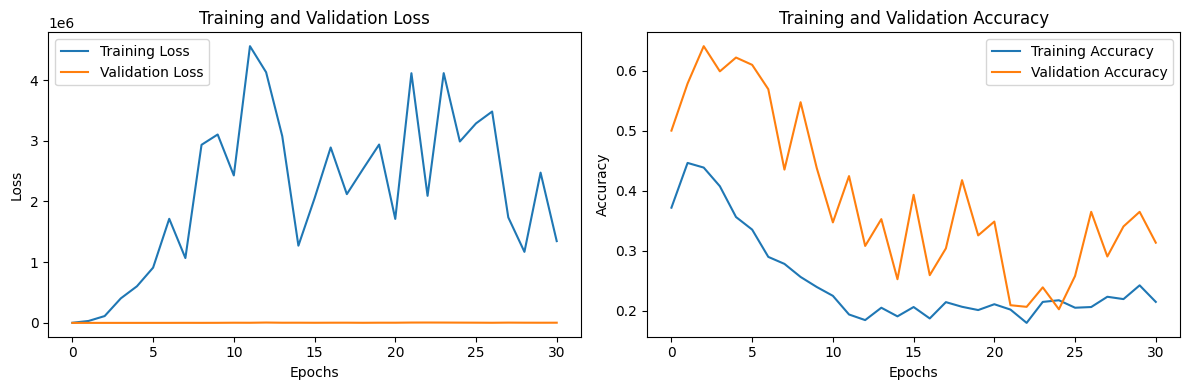 Training and Validation Loss
1e6
Training Loss
Validation Loss
Loss
4
3
2
1
0
0 5 10 15 20 25 30
Epochs
Training and Validation Accuracy
Training Accuracy
Validation Accuracy
Accuracy
0.6
0.5
0.4
0.3
0.2
0 5 10 15 20 25 30
Epochs